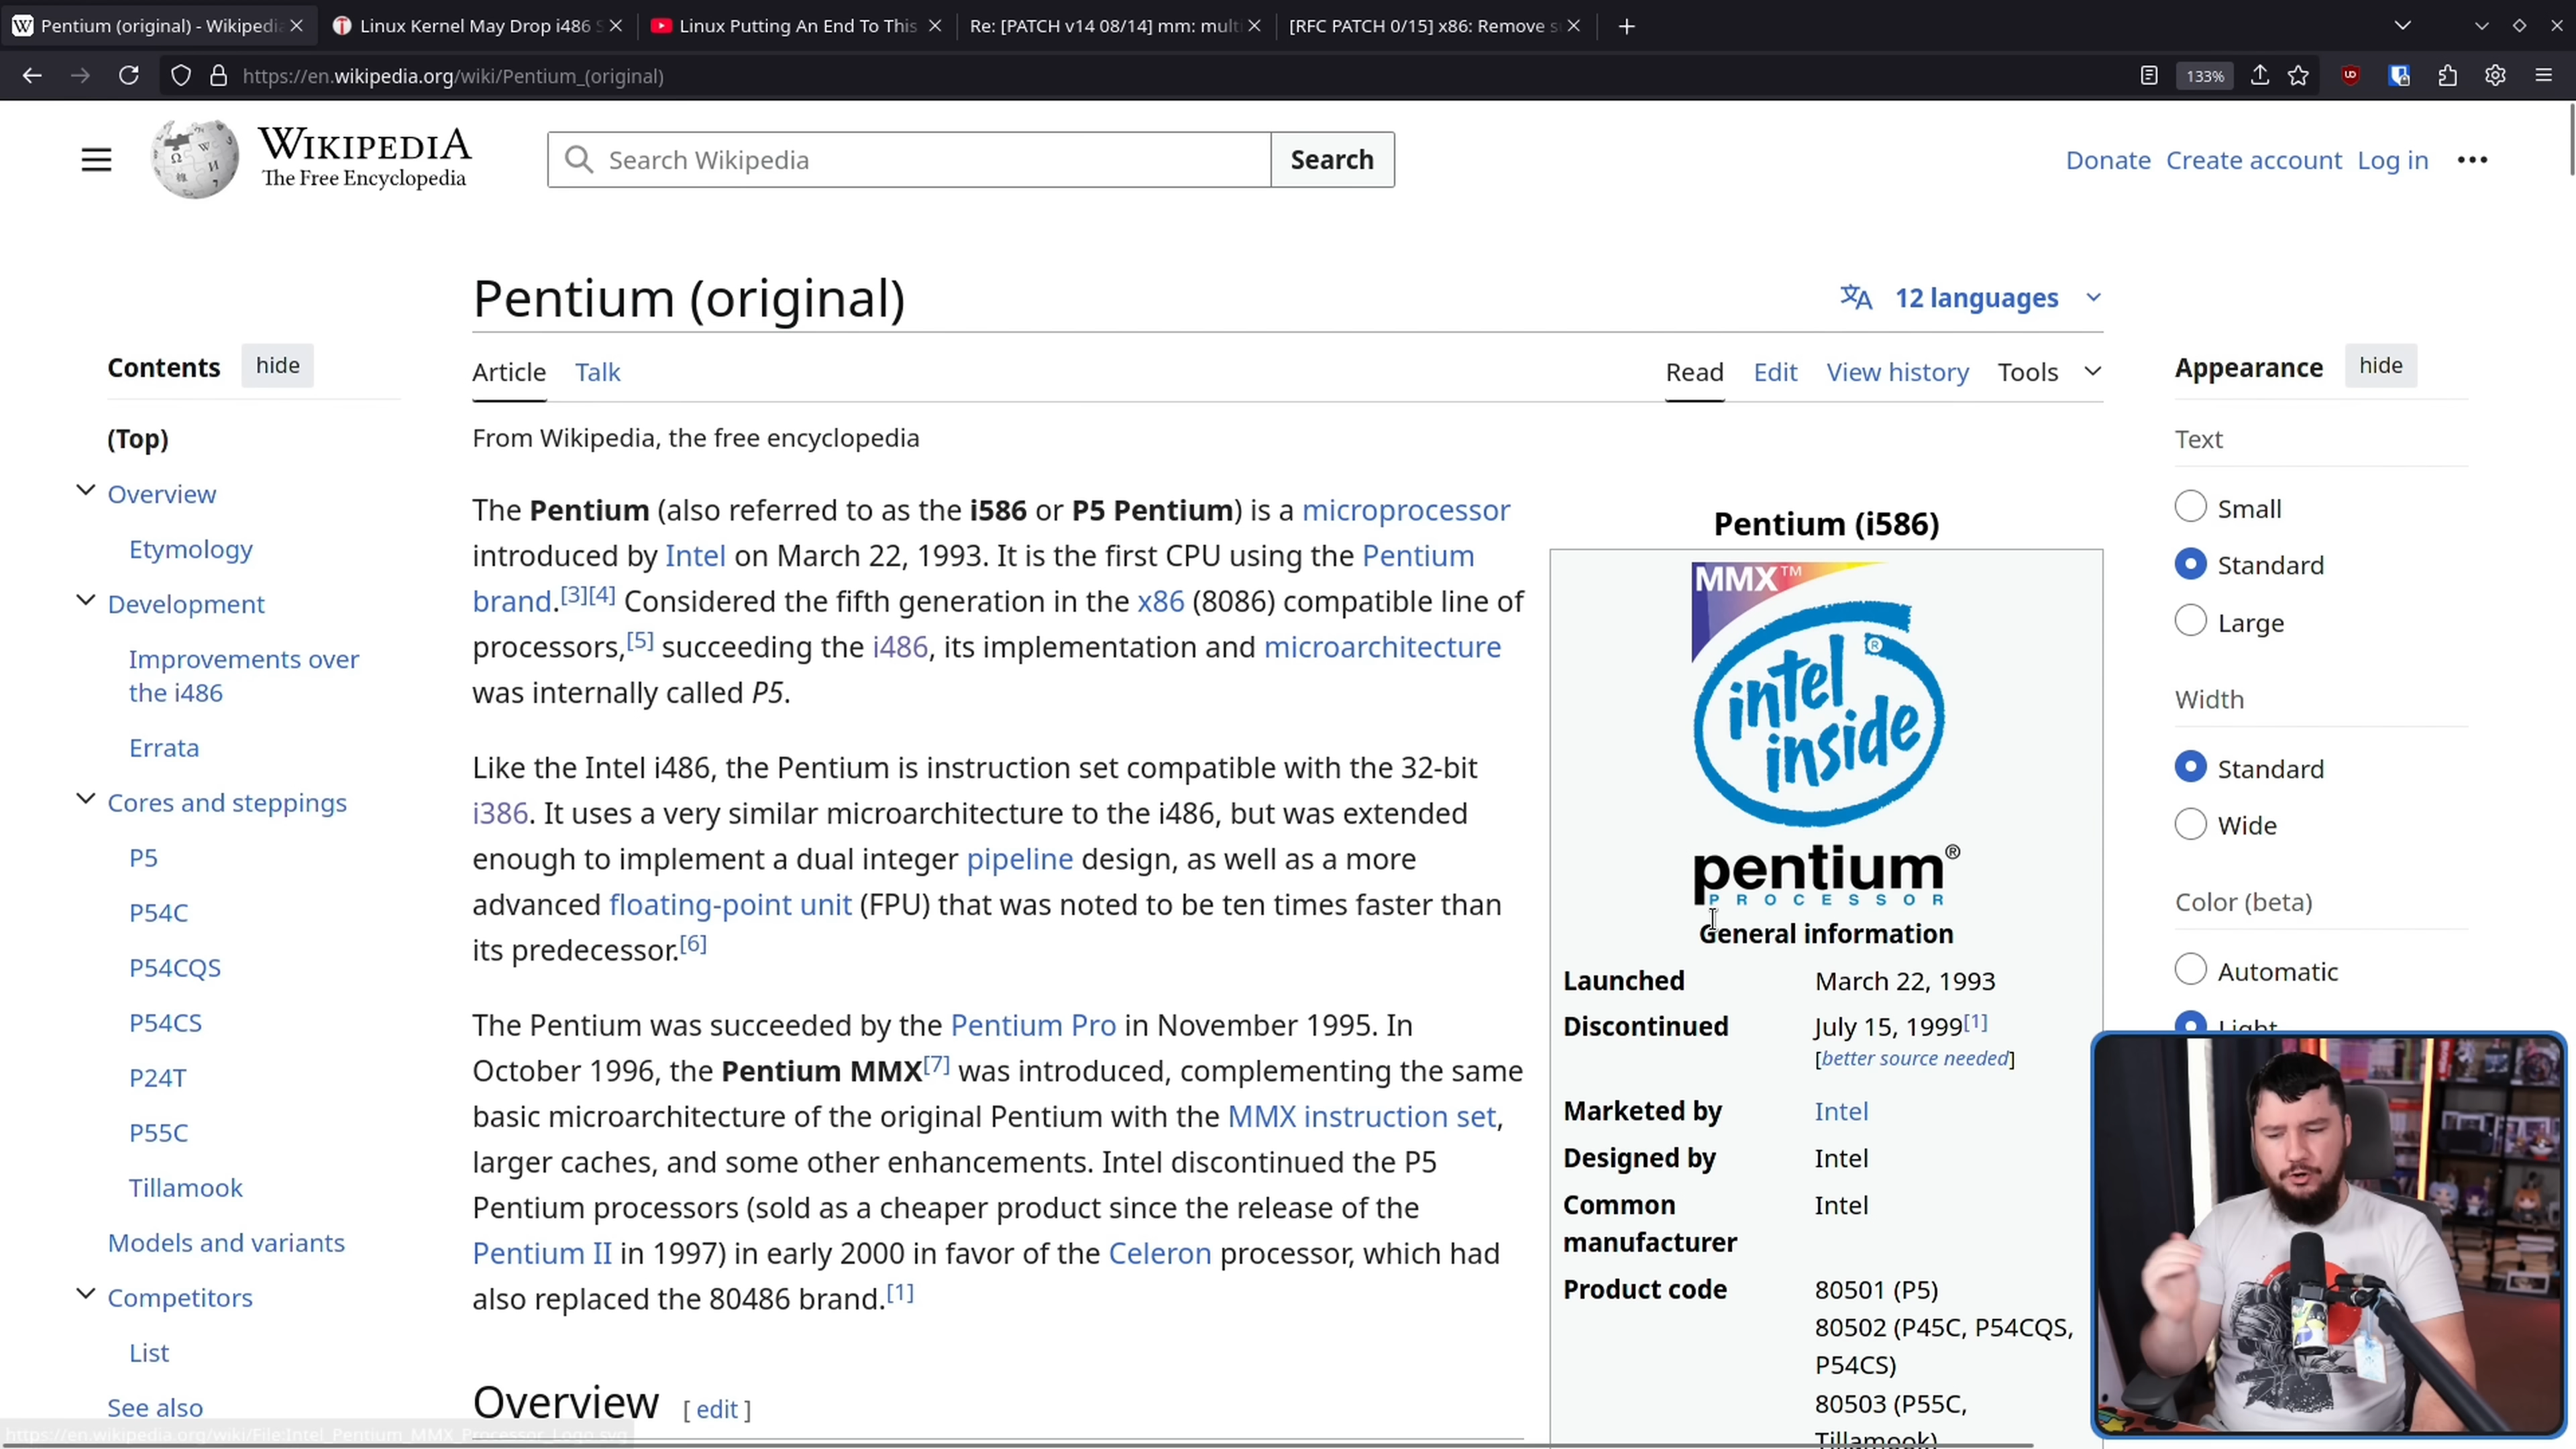 Pentium (original) - Wikipedia
Linux Kernel May Drop i486 S
Linux Putting An End To This
Re: [PATCH v14 08/14] mm: multi
[RFC PATCH 0/15] x86: Remove s
https://en.wikipedia.org/wiki/Pentium_(original)
133%
WIKIPEDIA
The Free Encyclopedia
Search Wikipedia
Search
Donate Create account Log in
Pentium (original)
12 languages
Article Talk
Read Edit View history Tools
From Wikipedia, the free encyclopedia
Contents hide
(Top)
Overview
Etymology
Development
Improvements over
the i486
Errata
Cores and steppings
P5
P54C
P54CQS
P54CS
P24T
P55C
Tillamook
Models and variants
Competitors
List
See also
The Pentium (also referred to as the i586 or P5 Pentium) is a microprocessor
introduced by Intel on March 22, 1993. It is the first CPU using the Pentium
brand.[3][4] Considered the fifth generation in the x86 (8086) compatible line of
processors,[5] succeeding the i486, its implementation and microarchitecture
was internally called P5.
Like the Intel i486, the Pentium is instruction set compatible with the 32-bit
i386. It uses a very similar microarchitecture to the i486, but was extended
enough to implement a dual integer pipeline design, as well as a more
advanced floating-point unit (FPU) that was noted to be ten times faster than
its predecessor.[6]
The Pentium was succeeded by the Pentium Pro in November 1995. In
October 1996, the Pentium MMX[7] was introduced, complementing the same
basic microarchitecture of the original Pentium with the MMX instruction set,
larger caches, and some other enhancements. Intel discontinued the P5
Pentium processors (sold as a cheaper product since the release of the
Pentium II in 1997) in early 2000 in favor of the Celeron processor, which had
also replaced the 80486 brand.[1]
Overview [ edit ]
Pentium (i586)
MMX™
intel®
inside
pentium®
PROCESSOR
General information
Launched March 22, 1993
Discontinued July 15, 1999[1]
[better source needed]
Marketed by Intel
Designed by Intel
Common Intel
manufacturer
Product code 80501 (P5)
80502 (P45C, P54CQS,
P54CS)
80503 (P55C,
Tillamook)
Appearance hide
Text
Small
Standard
Large
Width
Standard
Wide
Color (beta)
Automatic
Light
https://en.wikipedia.org/wiki/File:Intel_Pentium_MMX_Processor_Logo.svg